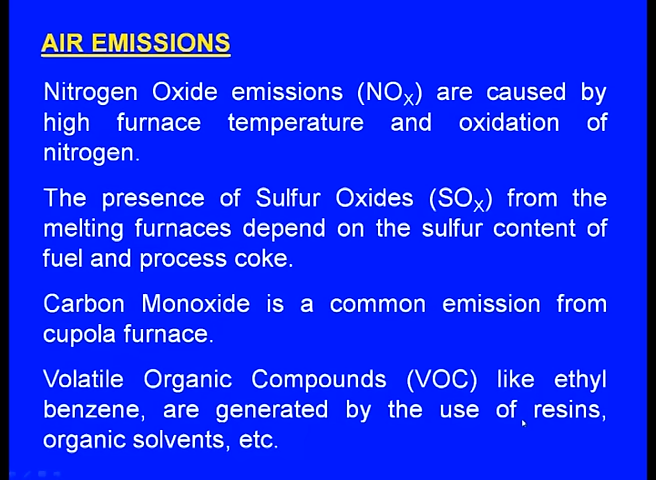 AIR EMISSIONS
Nitrogen Oxide emissions (NOX) are caused by
high furnace temperature and oxidation of
nitrogen.
The presence of Sulfur Oxides (SOX) from the
melting furnaces depend on the sulfur content of
fuel and process coke.
Carbon Monoxide is a common emission from
cupola furnace.
Volatile Organic Compounds (VOC) like ethyl
benzene, are generated by the use of resins,
organic solvents, etc.